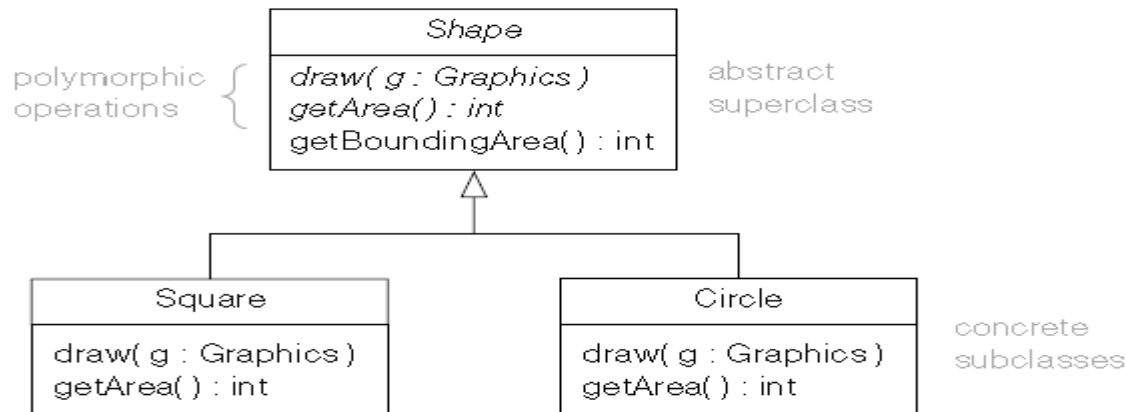 Shape
polymorphic
operations
draw( g : Graphics )
getArea() : int
getBoundingArea() : int
abstract
superclass
Square
draw( g : Graphics )
getArea( ) : int
Circle
draw( g : Graphics )
getArea( ) : int
concrete
subclasses